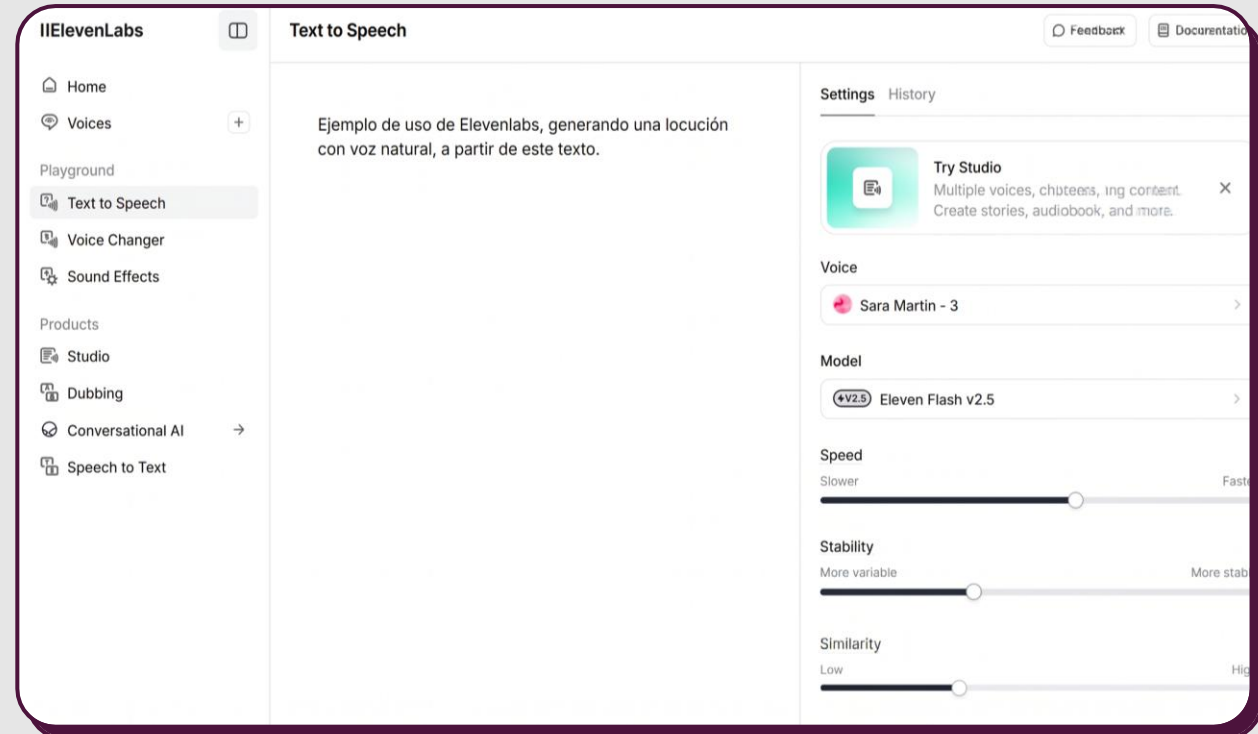 IIElevenLabs
Text to Speech
Home
Voices
Playground
Text to Speech
Voice Changer
Sound Effects
Products
Studio
Dubbing
Conversational AI
Speech to Text
Ejemplo de uso de Elevenlabs, generando una locución
con voz natural, a partir de este texto.
Settings History
Try Studio
Multiple voices, content.
Create stories, audiobook, and more.
Voice
Sara Martin - 3
Model
V2.5 Eleven Flash v2.5
Speed
Slower
Stability
More variable More
Similarity
Low